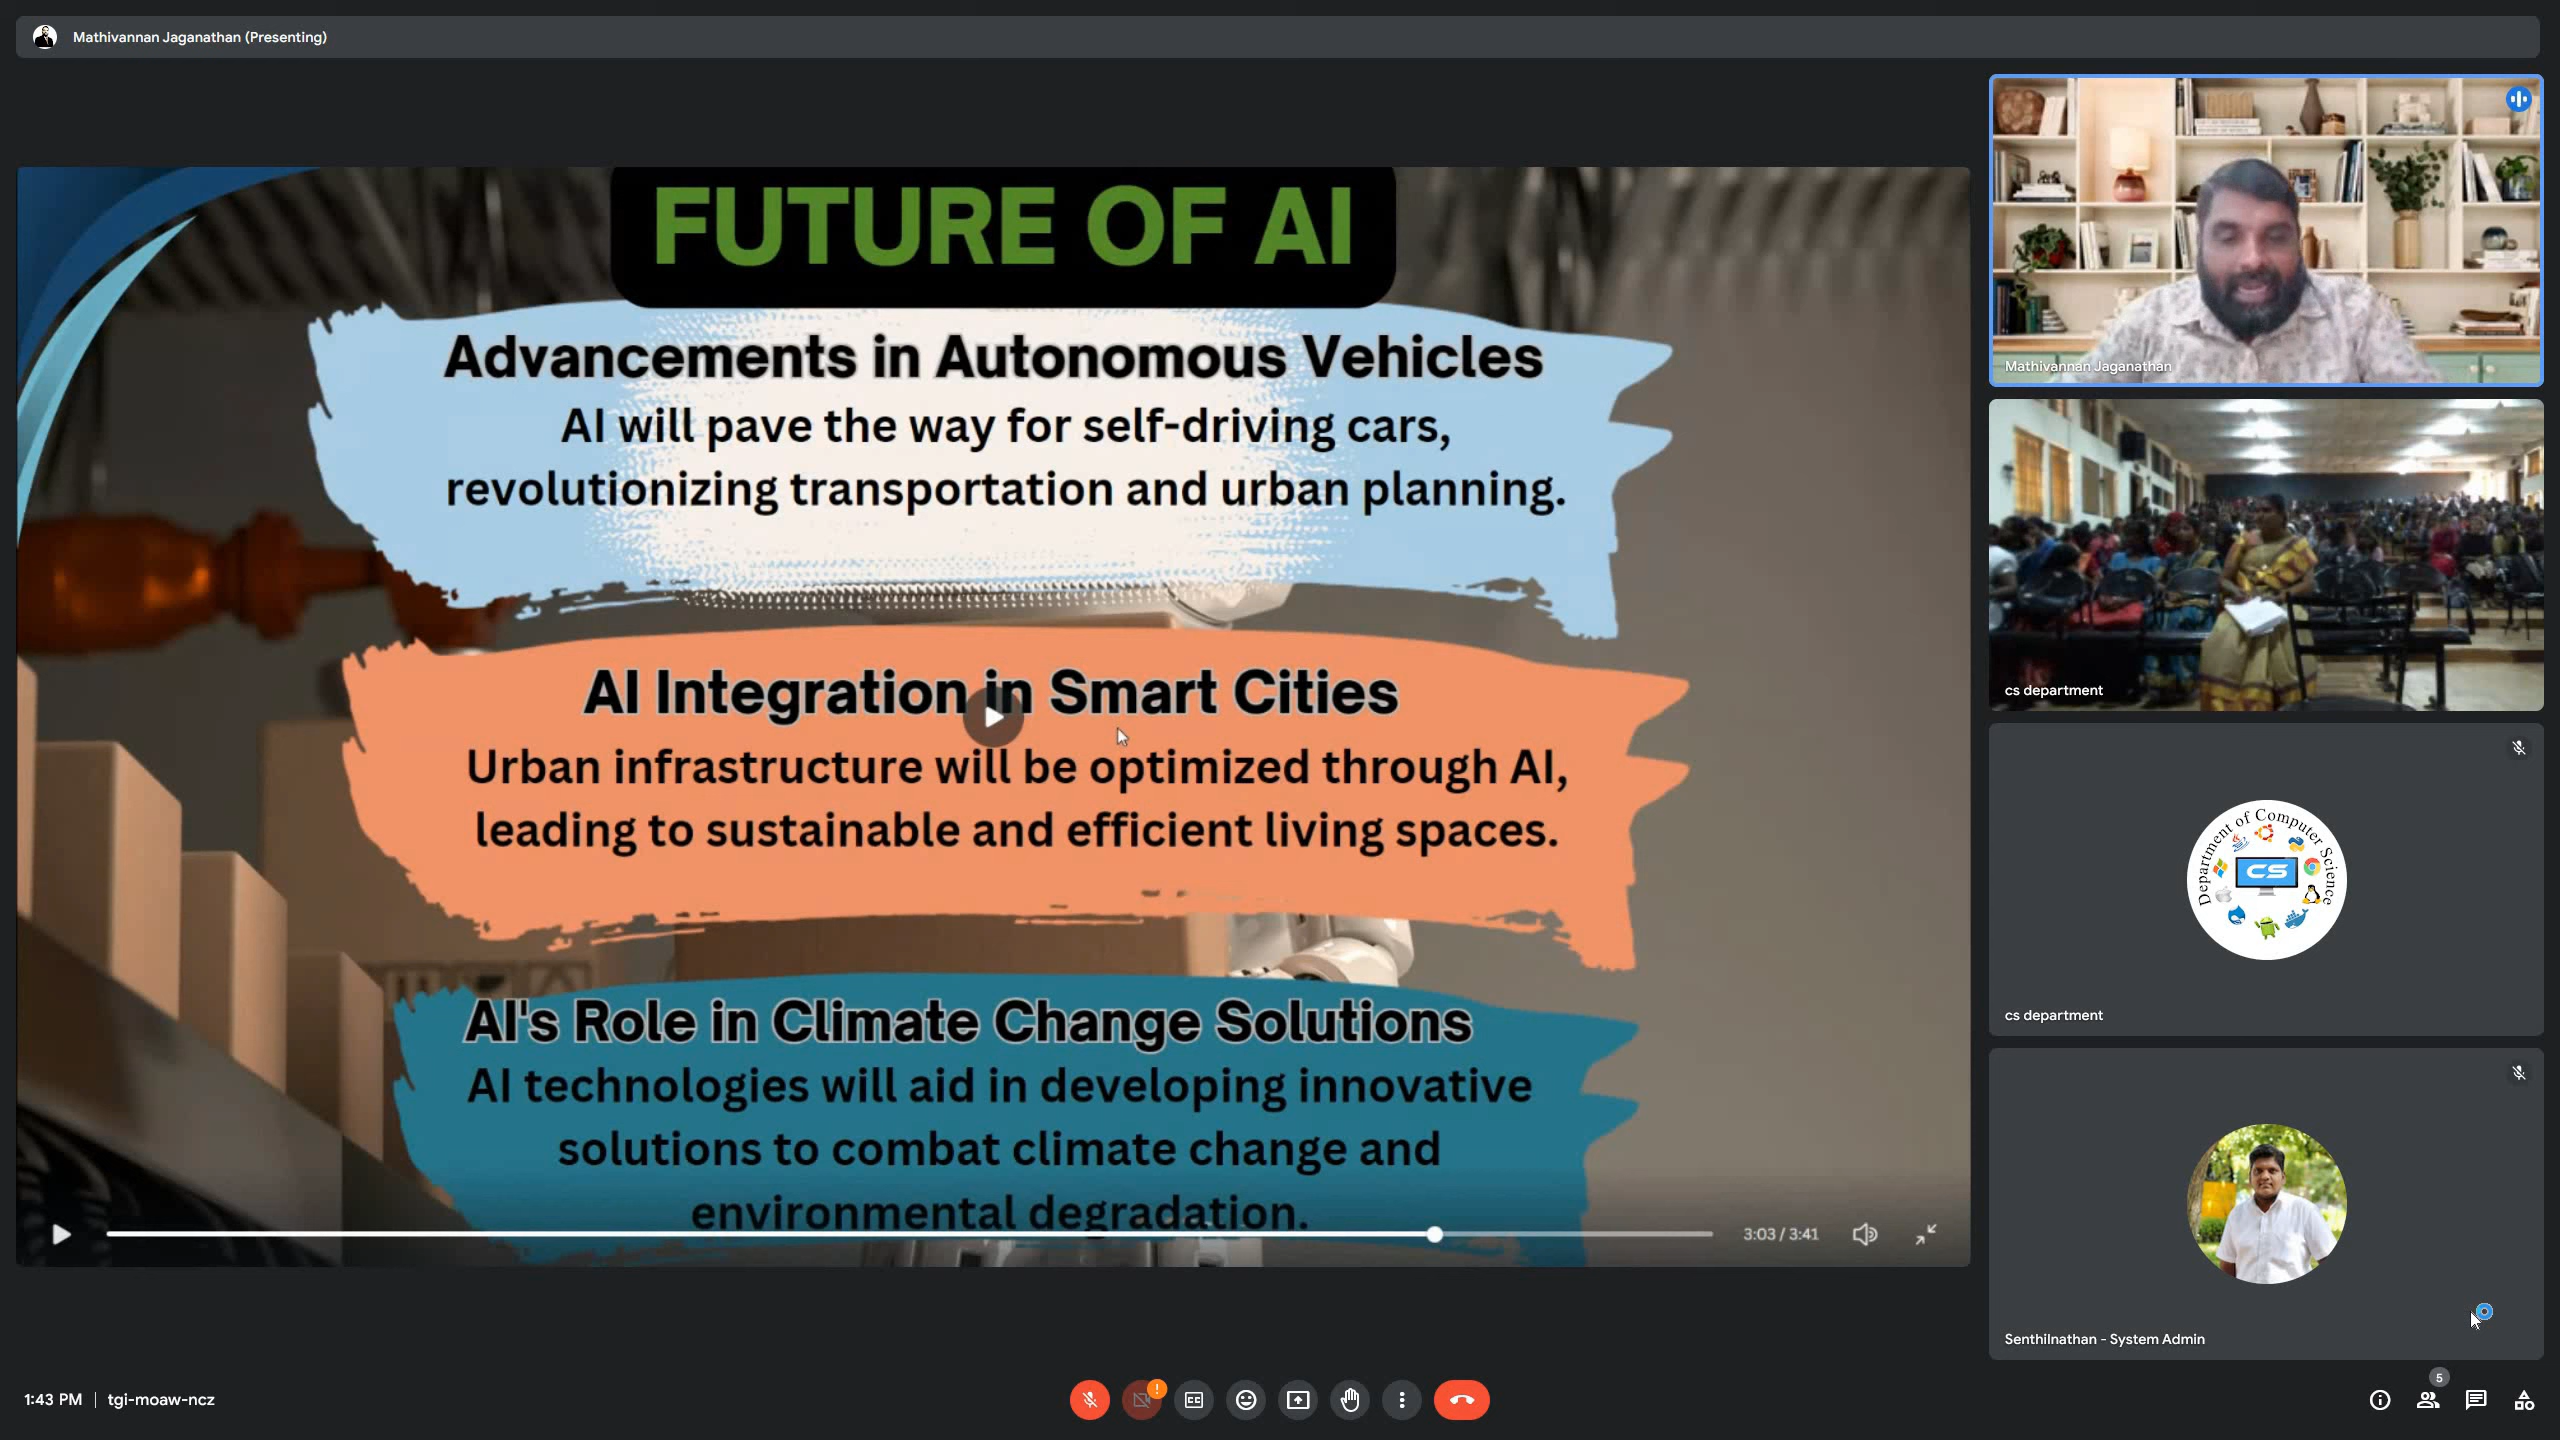 Mathivannan Jaganathan (Presenting)
FUTURE OF AI
Advancements in Autonomous Vehicles
AI will pave the way for self-driving cars,
revolutionizing transportation and urban planning.
AI Integration in Smart Cities
Urban infrastructure will be optimized through AI,
leading to sustainable and efficient living spaces.
AI's Role in Climate Change Solutions
AI technologies will aid in developing innovative
solutions to combat climate change and
environmental degradation.
3:03 / 3:41
Mathivannan Jaganathan
cs department
Department of Computer Science
CS
cs department
Senthilnathan - System Admin
1:43 PM | tgi-moaw-ncz
!
CC
5